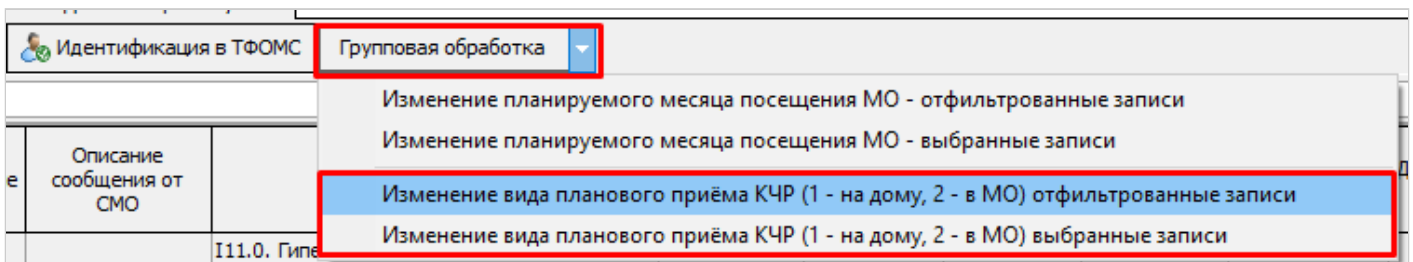 Идентификация в ТФОМС
Групповая обработка
Изменение планируемого месяца посещения МО - отфильтрованные записи
Изменение планируемого месяца посещения МО - выбранные записи
е
Описание
сообщения от
СМО
Изменение вида планового приёма КЧР (1 - на дому, 2 - в МО) отфильтрованные записи
Изменение вида планового приёма КЧР (1 - на дому, 2 - в МО) выбранные записи
I11.0. Гипе